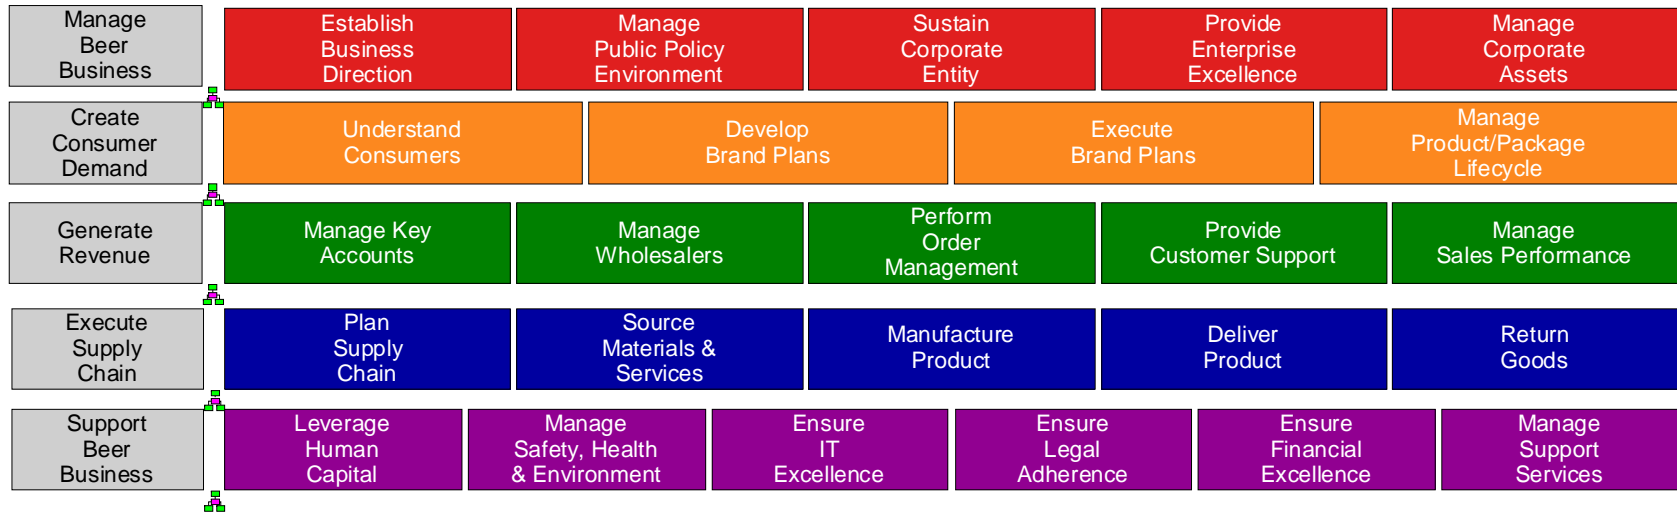 Manage
Beer
Business
Establish
Business
Direction
Manage
Public Policy
Environment
Sustain
Corporate
Entity
Provide
Enterprise
Excellence
Manage
Corporate
Assets
Create
Consumer
Demand
Understand
Consumers
Develop
Brand Plans
Execute
Brand Plans
Manage
Product/Package
Lifecycle
Generate
Revenue
Manage Key
Accounts
Manage
Wholesalers
Perform
Order
Management
Provide
Customer Support
Manage
Sales Performance
Execute
Supply
Chain
Plan
Supply
Chain
Source
Materials &
Services
Manufacture
Product
Deliver
Product
Return
Goods
Support
Beer
Business
Leverage
Human
Capital
Manage
Safety, Health
& Environment
Ensure
IT
Excellence
Ensure
Legal
Adherence
Ensure
Financial
Excellence
Manage
Support
Services